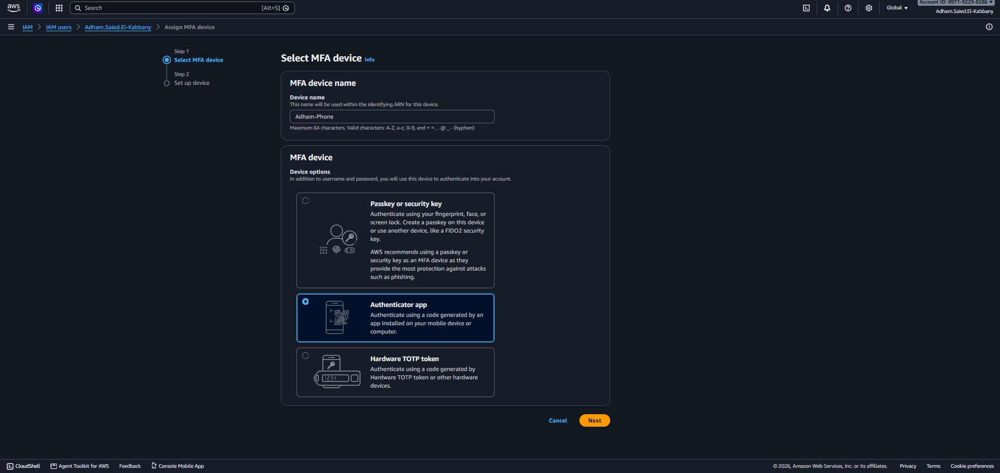 aws
Search
[Alt+S]
Global
Account ID: 8971-9229-8286
Adham.Saied.El-Kabbany
IAM
IAM users
Adham.Saied.El-Kabbany
Assign MFA device
Step 1
Select MFA device
Step 2
Set up device
Select MFA device Info
MFA device name
Device name
This name will be used within the identifying ARN for this device.
Adham-Phone
Maximum 64 characters. Valid characters: A-Z, a-z, 0-9, and + = , . @ _ - (hyphen)
MFA device
Device options
In addition to username and password, you will use this device to authenticate into your account.
Passkey or security key
Authenticate using your fingerprint, face, or
screen lock. Create a passkey on this device
or use another device, like a FIDO2 security
key.
AWS recommends using a passkey or
security key as an MFA device as they
provide the most protection against attacks
such as phishing.
Authenticator app
Authenticate using a code generated by an
app installed on your mobile device or
computer.
1234
Hardware TOTP token
Authenticate using a code generated by
Hardware TOTP token or other hardware
devices.
Cancel
Next
CloudShell
Agent Toolkit for AWS
Feedback
Console Mobile App
© 2026, Amazon Web Services, Inc. or its affiliates.
Privacy
Terms
Cookie preferences